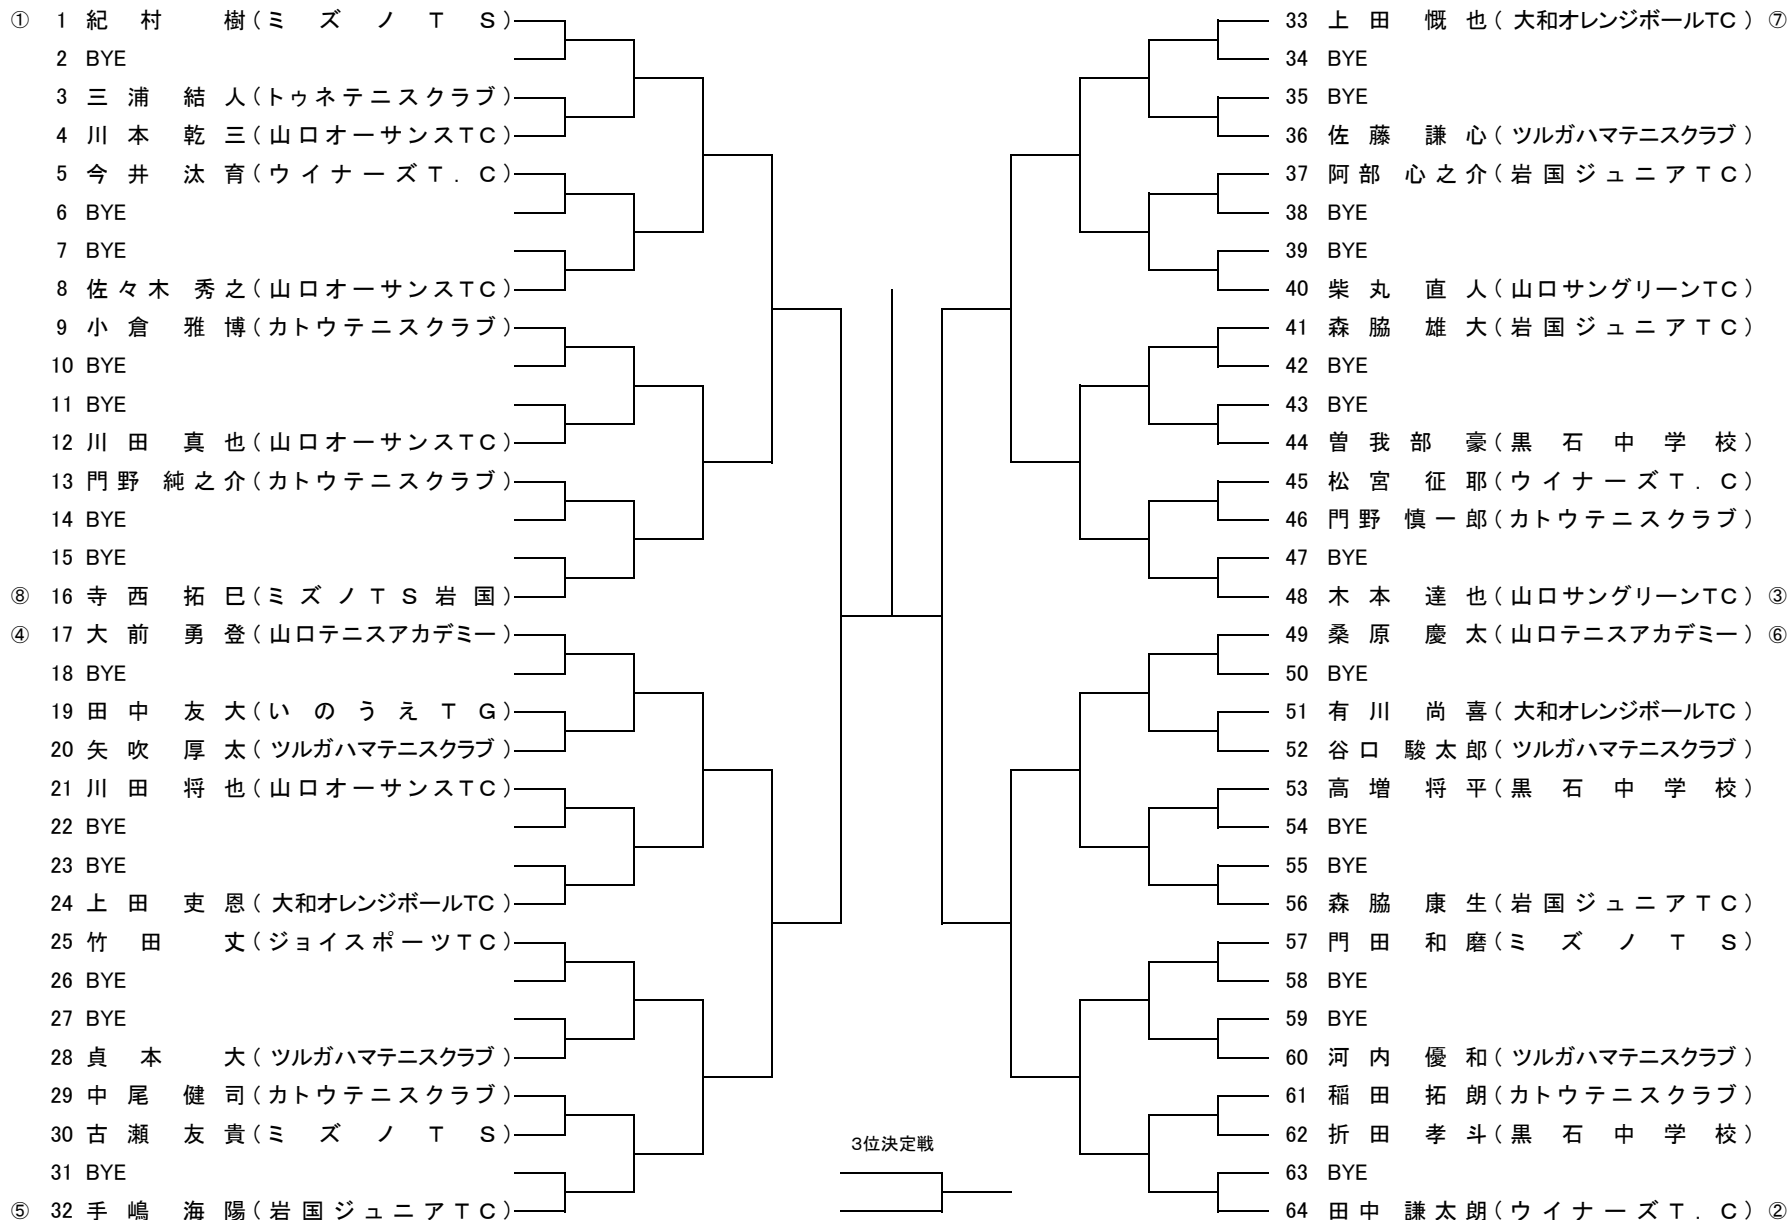 ① 1 紀村 樹(ミズノTS)
2 BYE
3 三浦 結人(トゥネテニスクラブ)
4 川本 乾三(山口オーサンスTC)
5 今井 汰育(ウイナーズT.C)
6 BYE
7 BYE
8 佐々木 秀之(山口オーサンスTC)
9 小倉 雅博(カトウテニスクラブ)
10 BYE
11 BYE
12 川田 真也(山口オーサンスTC)
13 門野 純之介(カトウテニスクラブ)
14 BYE
15 BYE
⑧ 16 寺西 拓巳(ミズノTS岩国)
④ 17 大前 勇登(山口テニスアカデミー)
18 BYE
19 田中 友大(いのうえTG)
20 矢吹 厚太(ツルガハマテニスクラブ)
21 川田 将也(山口オーサンスTC)
22 BYE
23 BYE
24 上田 吏恩(大和オレンジボールTC)
25 竹田 丈(ジョイスポーツTC)
26 BYE
27 BYE
28 貞本 大(ツルガハマテニスクラブ)
29 中尾 健司(カトウテニスクラブ)
30 古瀬 友貴(ミズノTS)
31 BYE
⑤ 32 手嶋 海陽(岩国ジュニアTC)
3位決定戦
33 上田 慨也(大和オレンジボールTC) ⑦
34 BYE
35 BYE
36 佐藤 謙心(ツルガハマテニスクラブ)
37 阿部 心之介(岩国ジュニアTC)
38 BYE
39 BYE
40 柴丸 直人(山口サングリーンTC)
41 森脇 雄大(岩国ジュニアTC)
42 BYE
43 BYE
44 曽我部 豪(黒石中学校)
45 松宮 征耶(ウイナーズT.C)
46 門野 慎一郎(カトウテニスクラブ)
47 BYE
48 木本 達也(山口サングリーンTC) ③
49 桑原 慶太(山口テニスアカデミー) ⑥
50 BYE
51 有川 尚喜(大和オレンジボールTC)
52 谷口 駿太郎(ツルガハマテニスクラブ)
53 高増 将平(黒石中学校)
54 BYE
55 BYE
56 森脇 康生(岩国ジュニアTC)
57 門田 和磨(ミズノTS)
58 BYE
59 BYE
60 河内 優和(ツルガハマテニスクラブ)
61 稲田 拓朗(カトウテニスクラブ)
62 折田 孝斗(黒石中学校)
63 BYE
64 田中 謙太朗(ウイナーズT.C) ②